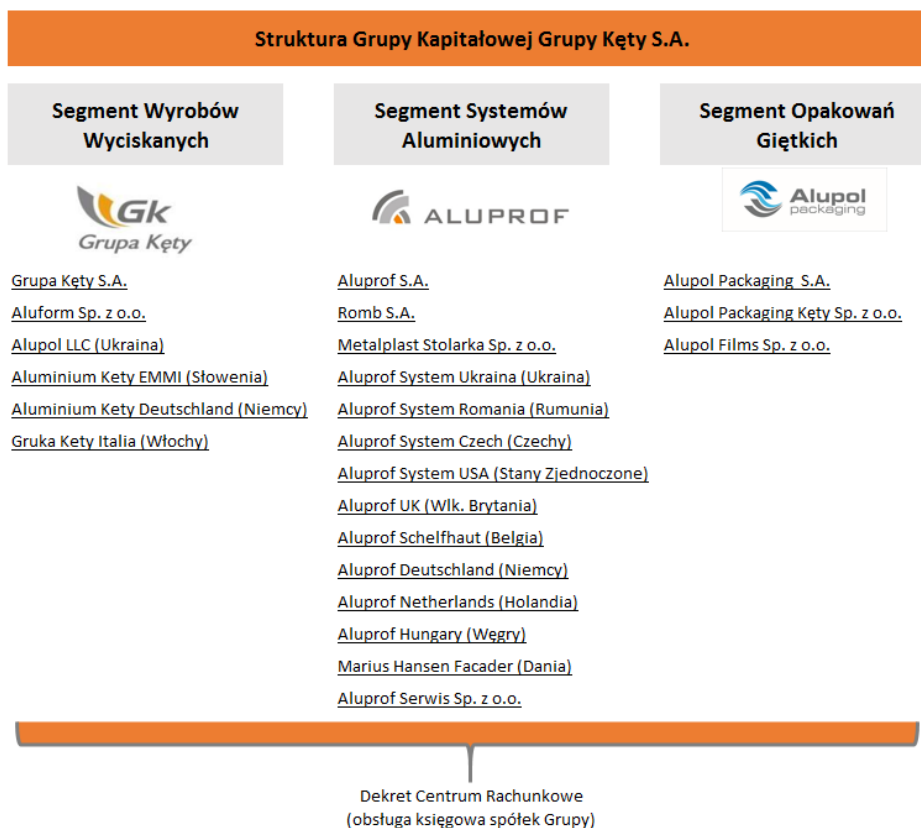 Struktura Grupy Kapitałowej Grupy Kęty S.A.
Segment Wyrobów
Wyciskanych
GK
Grupa Kęty
Grupa Kęty S.A.
Aluform Sp. z o.o.
Alupol LLC (Ukraina)
Aluminium Kety EMMI (Słowenia)
Aluminium Kety Deutschland (Niemcy)
Gruka Kety Italia (Włochy)
Segment Systemów
Aluminiowych
ALUPROF
Aluprof S.A.
Romb S.A.
Metalplast Stolarka Sp. z o.o.
Aluprof System Ukraina (Ukraina)
Aluprof System Romania (Rumunia)
Aluprof System Czech (Czechy)
Aluprof System USA (Stany Zjednoczone)
Aluprof UK (Wlk. Brytania)
Aluprof Schelfhaut (Belgia)
Aluprof Deutschland (Niemcy)
Aluprof Netherlands (Holandia)
Aluprof Hungary (Węgry)
Marius Hansen Facader (Dania)
Aluprof Serwis Sp. z o.o.
Segment Opakowań
Giętkich
Alupol
packaging
Alupol Packaging S.A.
Alupol Packaging Kęty Sp. z o.o.
Alupol Films Sp. z o.o.
Dekret Centrum Rachunkowe
(obsługa księgowa spółek Grupy)